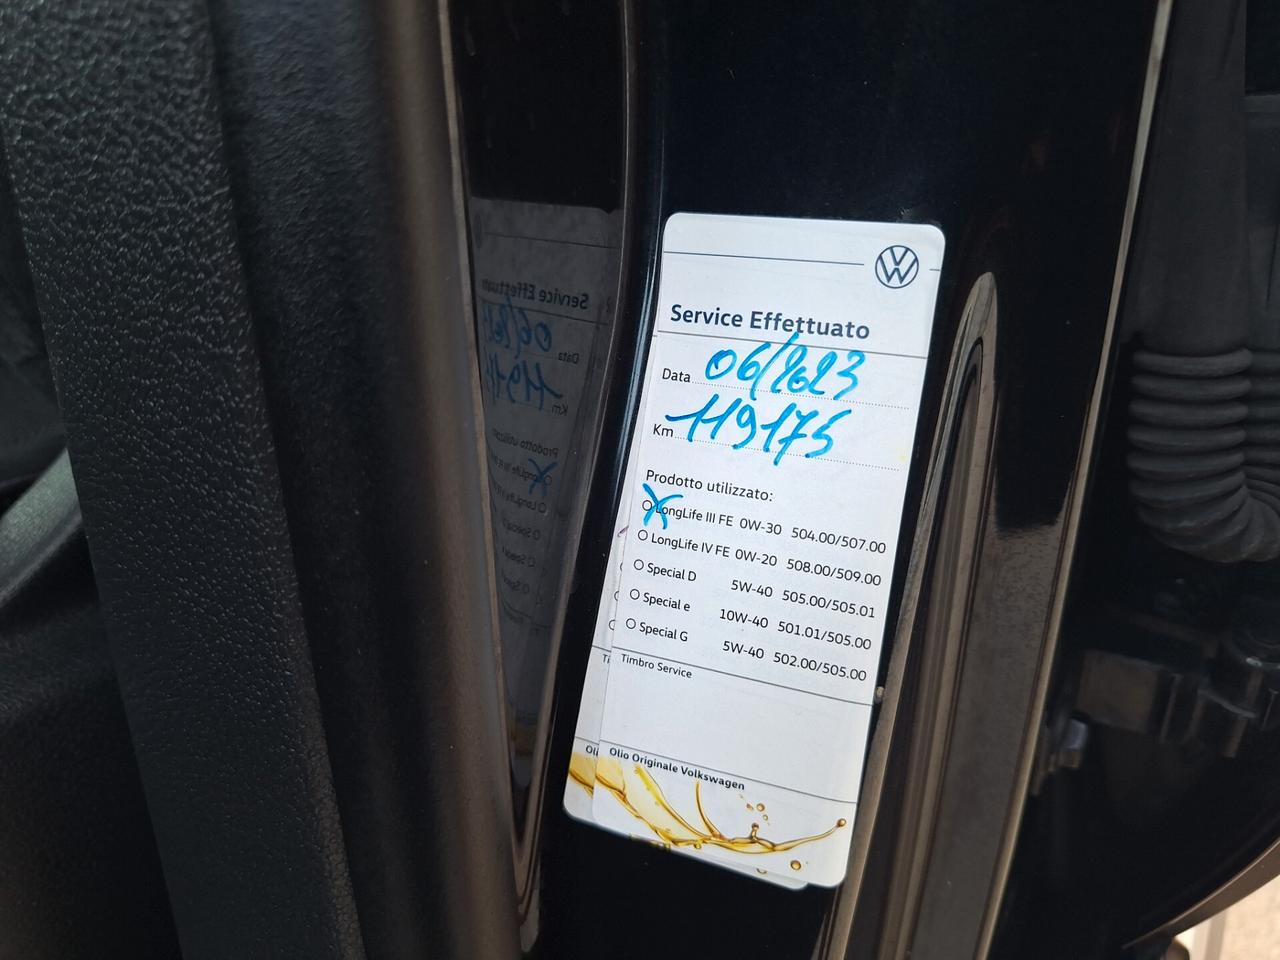 Service Effettuato
Data 06/2023
Km 119175
Prodotto utilizzato:
LongLife III FE 0W-30 504.00/507.00
LongLife IV FE 0W-20 508.00/509.00
Special D 5W-40 505.00/505.01
Special e 10W-40 501.01/505.00
Special G 5W-40 502.00/505.00
Timbro Service
Olio Originale Volkswagen